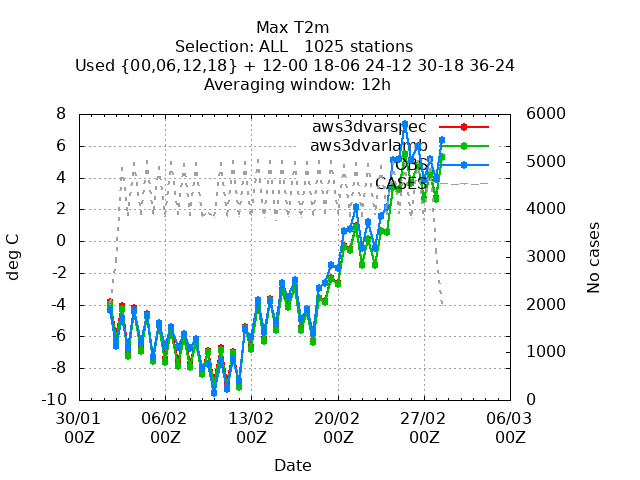 Max T2m
Selection: ALL   1025 stations
Used {00,06,12,18} + 12-00 18-06 24-12 30-18 36-24
Averaging window: 12h
8
6
4
2
0
-2
-4
-6
-8
-10
deg C
6000
5000
4000
3000
2000
1000
0
No cases
aws3dvarspec
OBS
CASES
30/01 06/02 13/02 20/02 27/02 06/03
00Z 00Z 00Z 00Z 00Z 00Z
Date